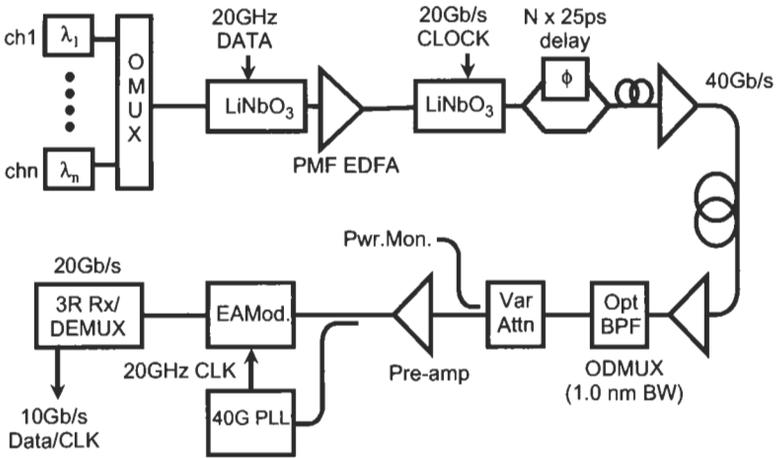 ch1
λ1
chn
λn
OMUX
20GHz
DATA
LiNbO3
PMF EDFA
20Gb/s
CLOCK
LiNbO3
N x 25ps
delay
ϕ
40Gb/s
Pwr.Mon.
20Gb/s
3R Rx/
DEMUX
EAMod.
Pre-amp
Var
Attn
Opt
BPF
ODMUX
(1.0 nm BW)
20GHz CLK
40G PLL
10Gb/s
Data/CLK